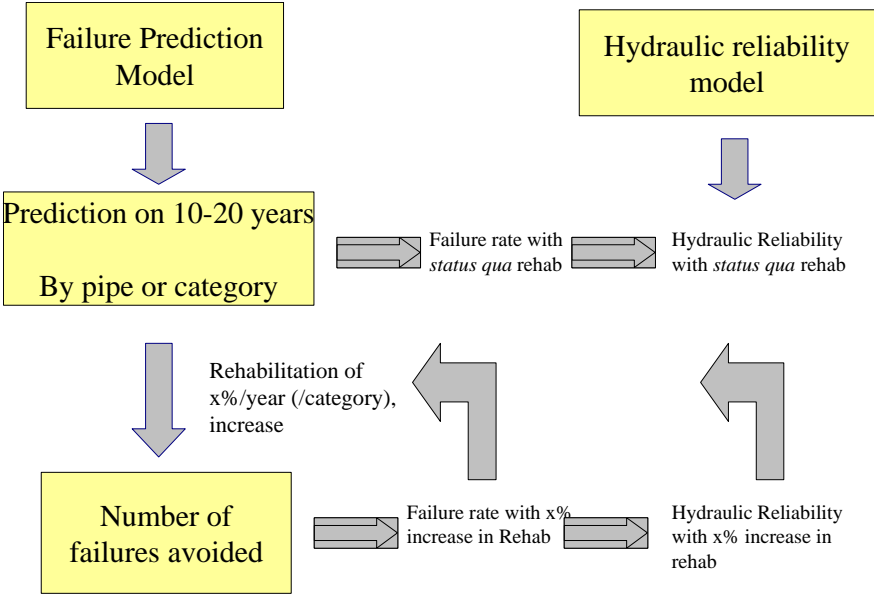 Failure Prediction
Model
Hydraulic reliability
model
Prediction on 10-20 years
By pipe or category
Failure rate with
status qua rehab
Hydraulic Reliability
with status qua rehab
Rehabilitation of
x%/year (/category),
increase
Number of
failures avoided
Failure rate with x%
increase in Rehab
Hydraulic Reliability
with x% increase in
rehab